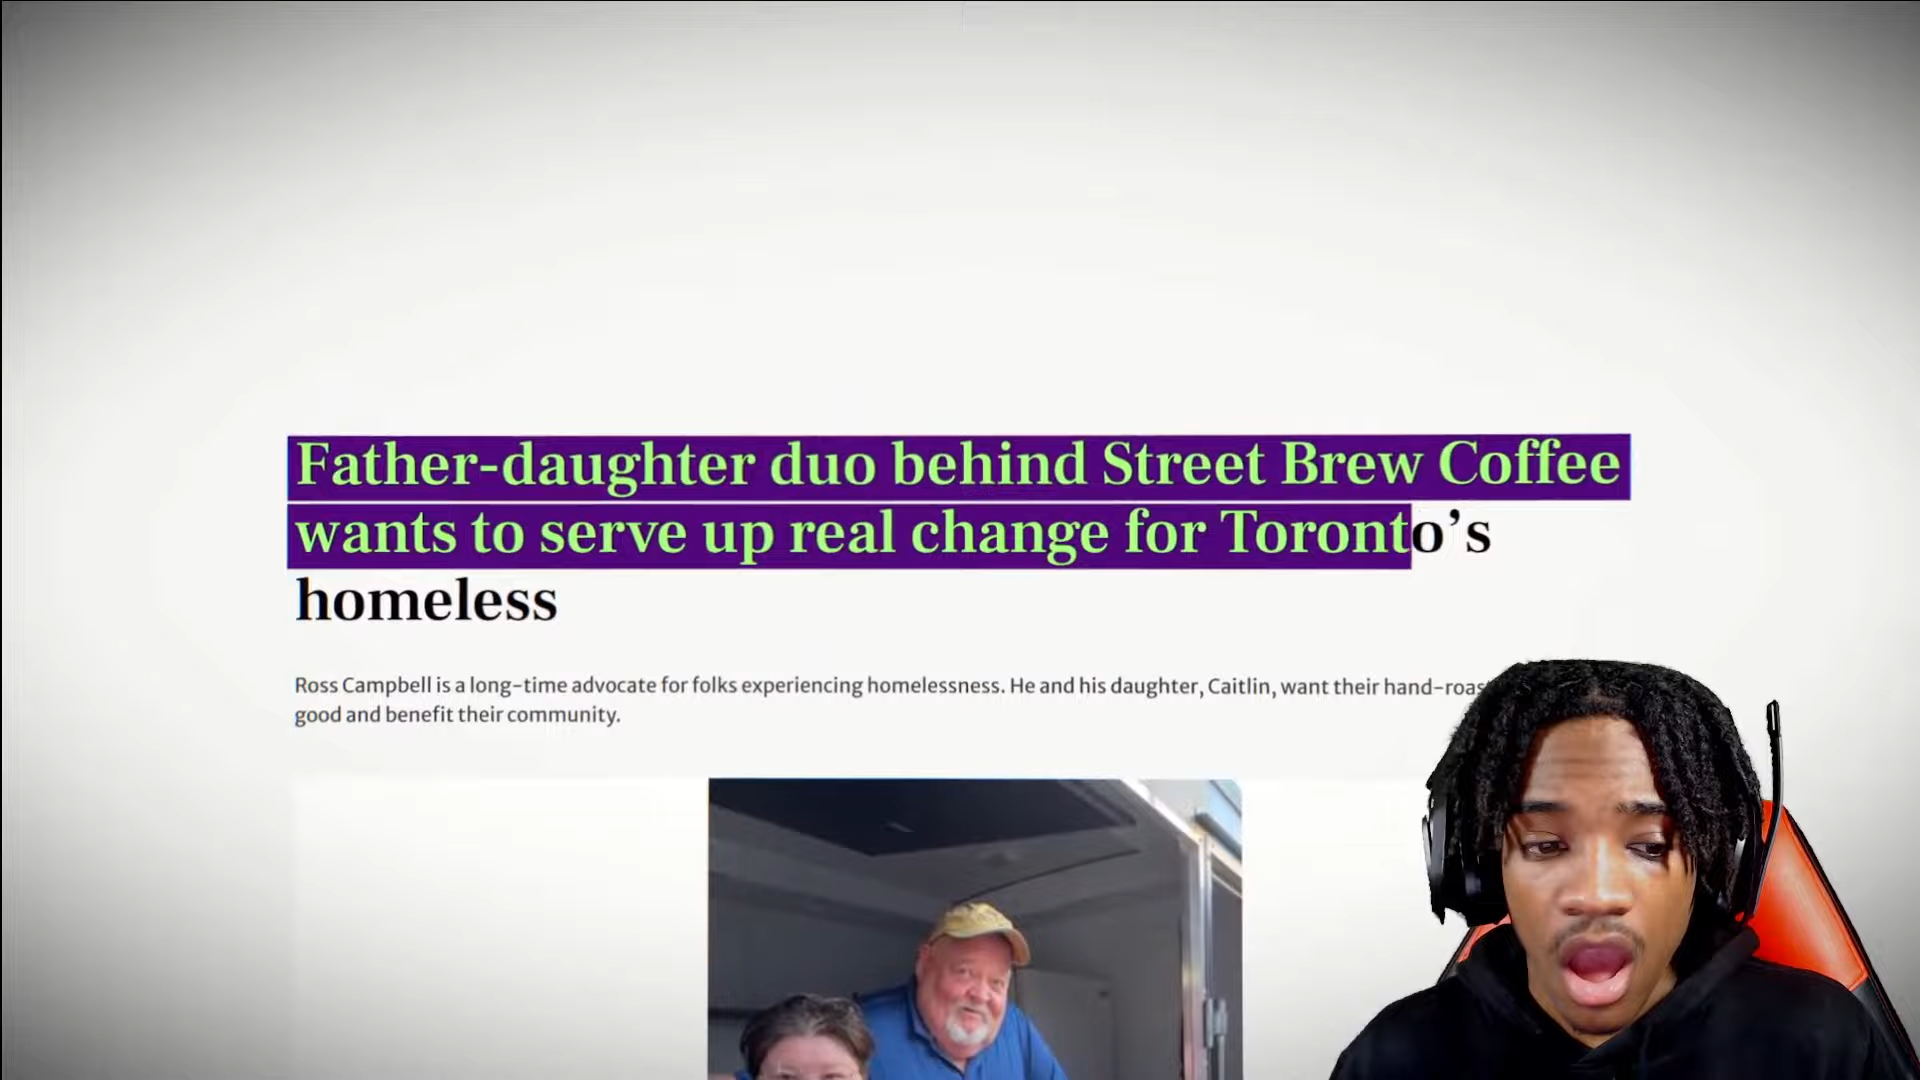 Father-daughter duo behind Street Brew Coffee
wants to serve up real change for Toronto’s
homeless
Ross Campbell is a long-time advocate for folks experiencing homelessness. He and his daughter, Caitlin, want their
good and benefit their community.